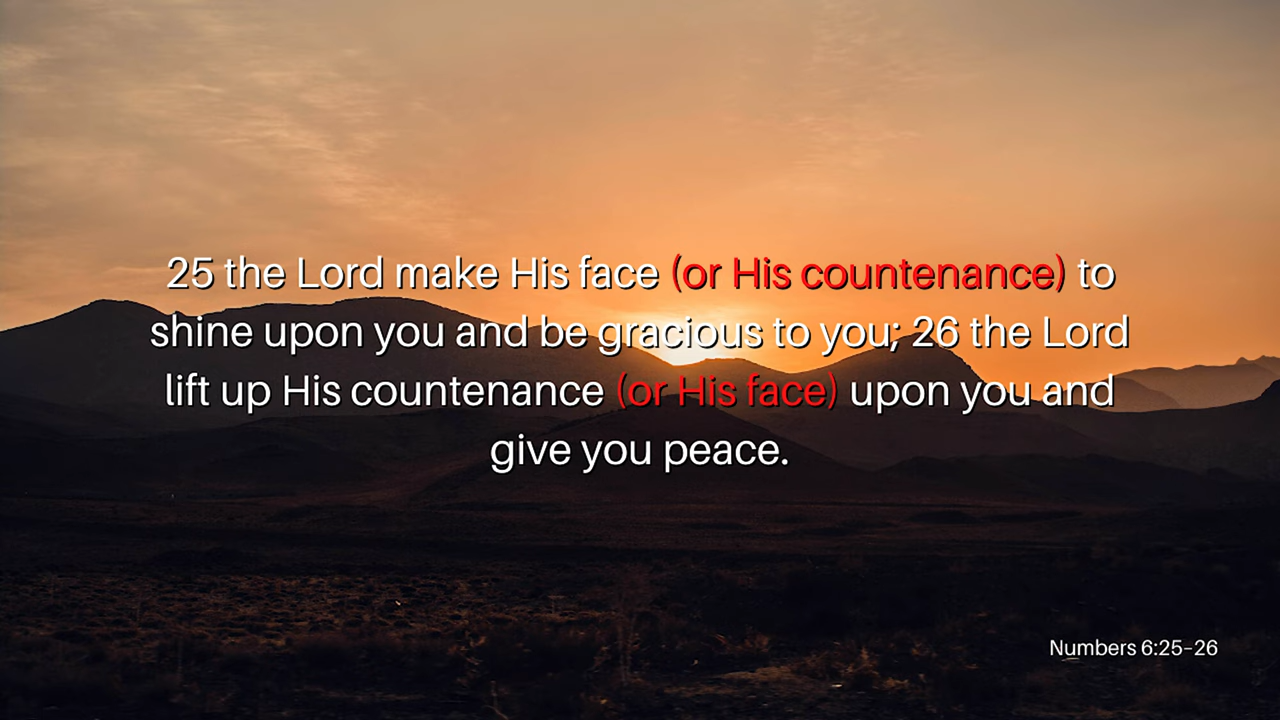 25 the Lord make His face (or His countenance) to
shine upon you and be gracious to you; 26 the Lord
lift up His countenance (or His face) upon you and
give you peace.
Numbers 6:25-26